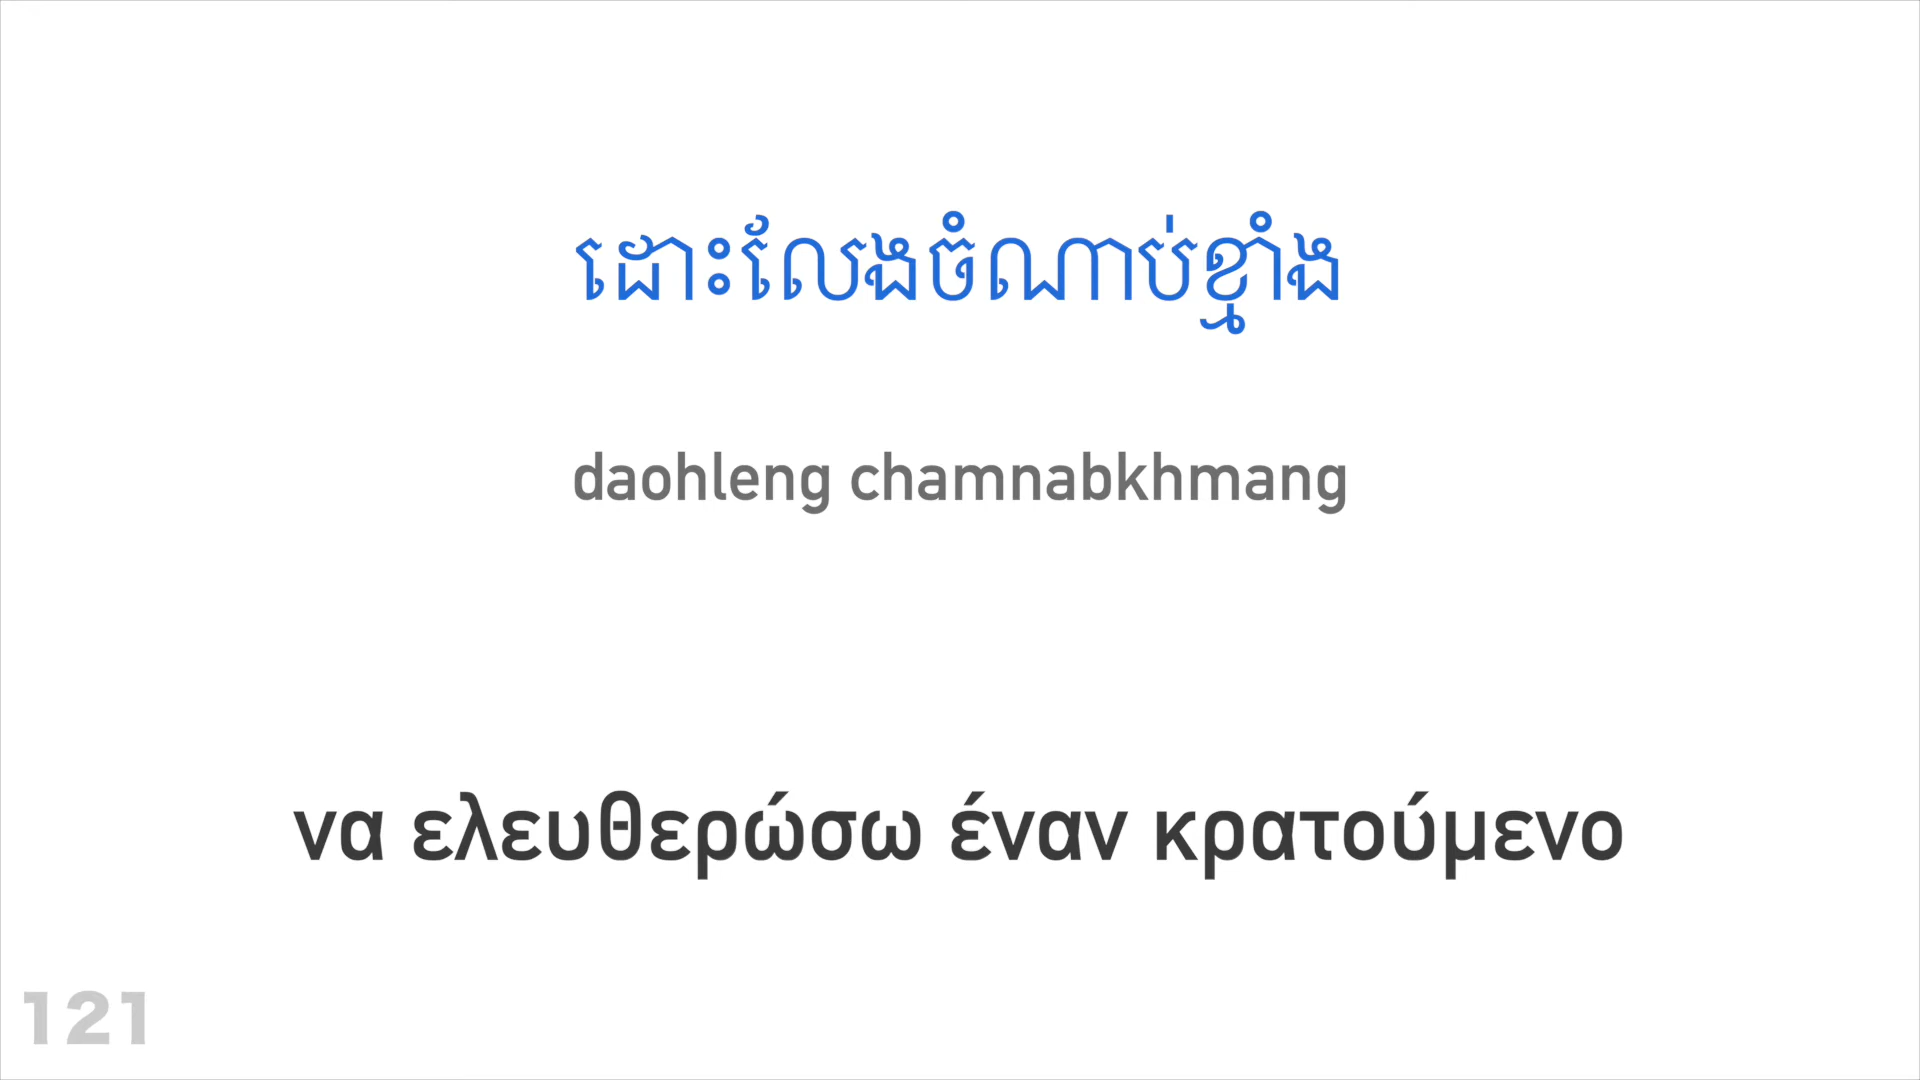 ដោះលែងចំណាប់ខ្មាំង
daohleng chamnabkhmang
να ελευθερώσω έναν κρατούμενο
121